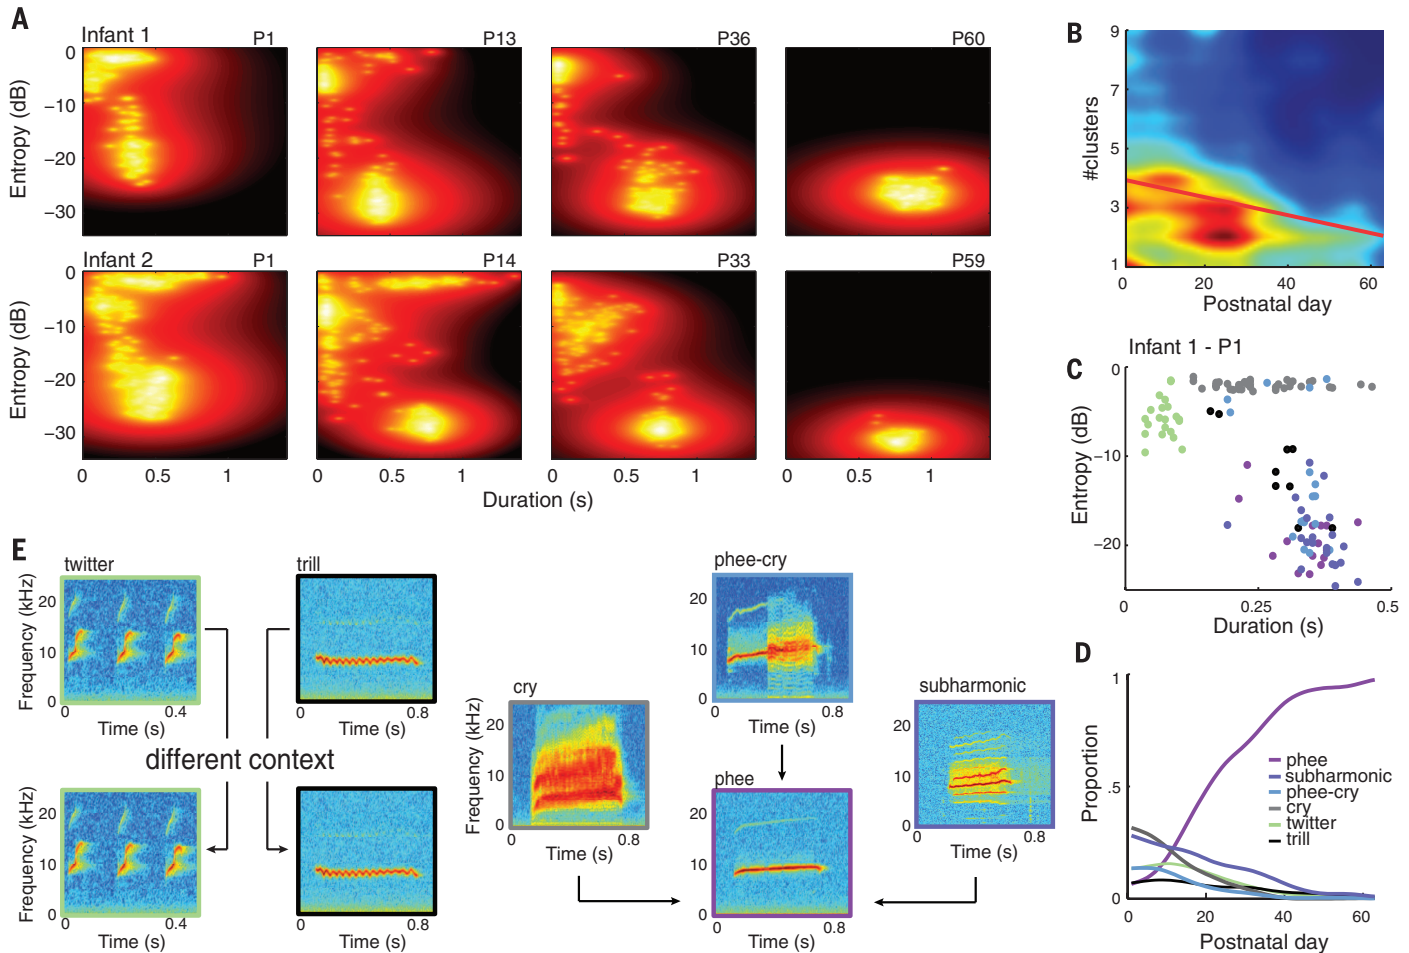 A
Infant 1
P1
P13
P36
P60
Entropy (dB)
0
−10
−20
−30
Infant 2
P1
P14
P33
P59
Entropy (dB)
0
−10
−20
−30
0 0.5 1
0 0.5 1
0 0.5 1
0 0.5 1
Duration (s)
B
#clusters
9
7
5
3
1
0 20 40 60
Postnatal day
C
Infant 1 - P1
Entropy (dB)
0
−10
−20
0 0.25 0.5
Duration (s)
D
Proportion
1
.5
0
phee
subharmonic
phee-cry
cry
twitter
trill
0 20 40 60
Postnatal day
E
twitter
Frequency (kHz)
20
10
0
0 0.4
Time (s)
trill
0 0.8
Time (s)
different context
Frequency (kHz)
20
10
0
0 0.4
Time (s)
0 0.8
Time (s)
cry
Frequency (kHz)
20
10
0
0 0.8
Time (s)
phee-cry
20
10
0
0 0.8
Time (s)
phee
20
10
0
0 0.8
Time (s)
subharmonic
20
10
0
0 0.8
Time (s)